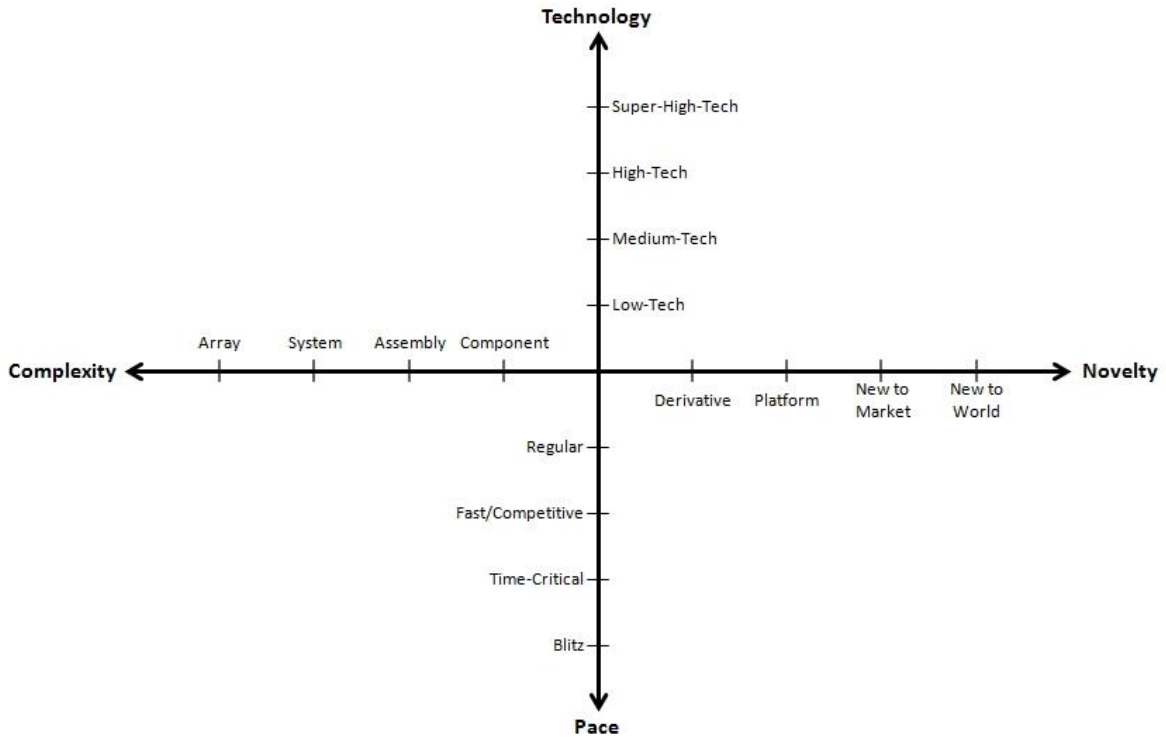 Technology
Super-High-Tech
High-Tech
Medium-Tech
Low-Tech
Array System Assembly Component
Complexity Novelty
Derivative Platform New to Market New to World
Regular
Fast/Competitive
Time-Critical
Blitz
Pace